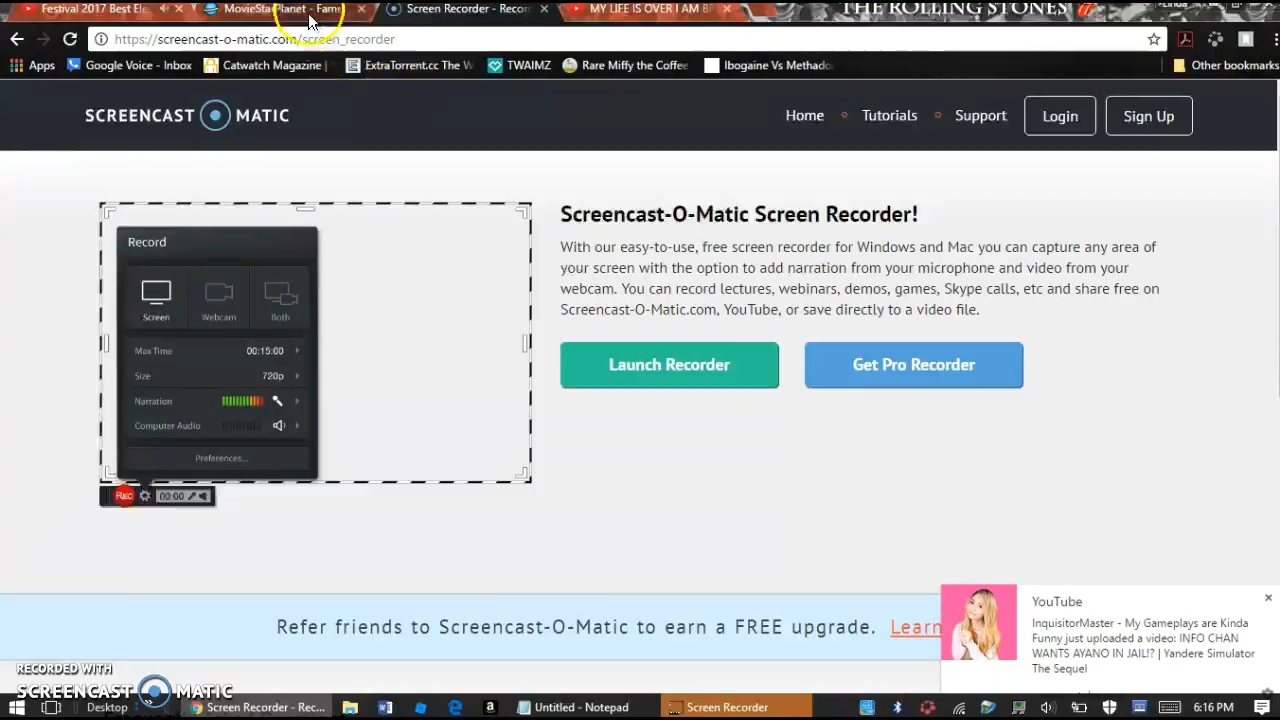 Festival 2017 Best Ele
MovieStarPlanet - Fam
Screen Recorder - Reco
MY LIFE IS OVER I AM B
THE ROLLING STONES
Linda
https://screencast-o-matic.com/screen_recorder
Apps
Google Voice - Inbox
Catwatch Magazine |
ExtraTorrent.cc The W
TWAIMZ
Rare Miffy the Coffee
Ibogaine Vs Methado
Other bookmarks
SCREENCAST O MATIC
Home
Tutorials
Support
Login
Sign Up
Record
Screen
Webcam
Both
Max Time 00:15:00
Size 720p
Narration
Computer Audio
Preferences...
Rec 00:00
Screencast-O-Matic Screen Recorder!
With our easy-to-use, free screen recorder for Windows and Mac you can capture any area of
your screen with the option to add narration from your microphone and video from your
webcam. You can record lectures, webinars, demos, games, Skype calls, etc and share free on
Screencast-O-Matic.com, YouTube, or save directly to a video file.
Launch Recorder
Get Pro Recorder
Refer friends to Screencast-O-Matic to earn a FREE upgrade. Learn
YouTube
InquisitorMaster - My Gameplays are Kinda
Funny just uploaded a video: INFO CHAN
WANTS AYANO IN JAIL!? | Yandere Simulator
The Sequel
RECORDED WITH
SCREENCAST MATIC
Desktop
Screen Recorder - Rec...
Untitled - Notepad
Screen Recorder
6:16 PM